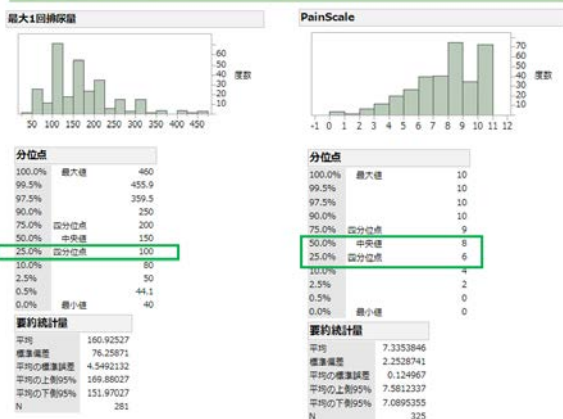 最大1回排尿量
60
50
40 度数
30
20
10
50 100 150 200 250 300 350 400 450
分位点
100.0% 最大値 460
99.5% 455.9
97.5% 359.5
90.0% 250
75.0% 四分位点 200
50.0% 中央値 150
25.0% 四分位点 100
10.0% 80
2.5% 50
0.5% 44.1
0.0% 最小値 40
要約統計量
平均 160.92527
標準偏差 76.25871
平均の標準誤差 4.5492132
平均の上側95% 169.88027
平均の下側95% 151.97027
N 281
PainScale
70
60
50
40 度数
30
20
10
-1 0 1 2 3 4 5 6 7 8 9 10 11 12
分位点
100.0% 最大値 10
99.5% 10
97.5% 10
90.0% 10
75.0% 四分位点 9
50.0% 中央値 8
25.0% 四分位点 6
10.0% 4
2.5% 2
0.5% 0
0.0% 最小値 0
要約統計量
平均 7.3353846
標準偏差 2.2528741
平均の標準誤差 0.124967
平均の上側95% 7.5812337
平均の下側95% 7.0895355
N 325